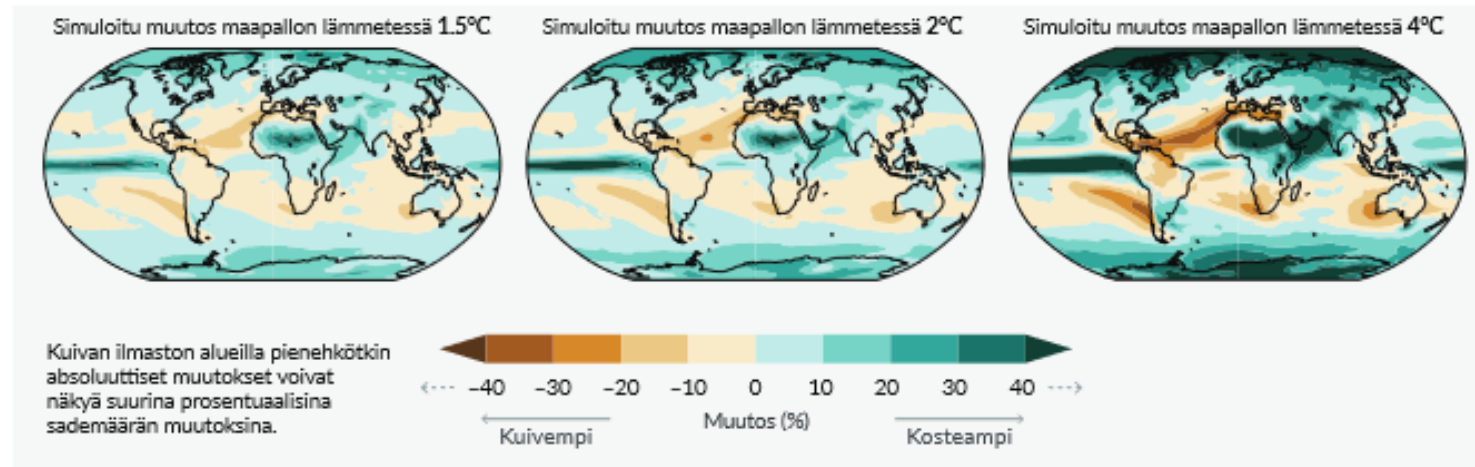 Simuloitu muutos maapallon lämmetessä 1.5°C
Simuloitu muutos maapallon lämmetessä 2°C
Simuloitu muutos maapallon lämmetessä 4°C
Kuivan ilmaston alueilla pienehkötkin
absoluuttiset muutokset voivat
näkyä suurina prosentuaalisina
sademäärän muutoksina.
−40 −30 −20 −10 0 10 20 30 40
Muutos (%)
Kuivempi
Kosteampi